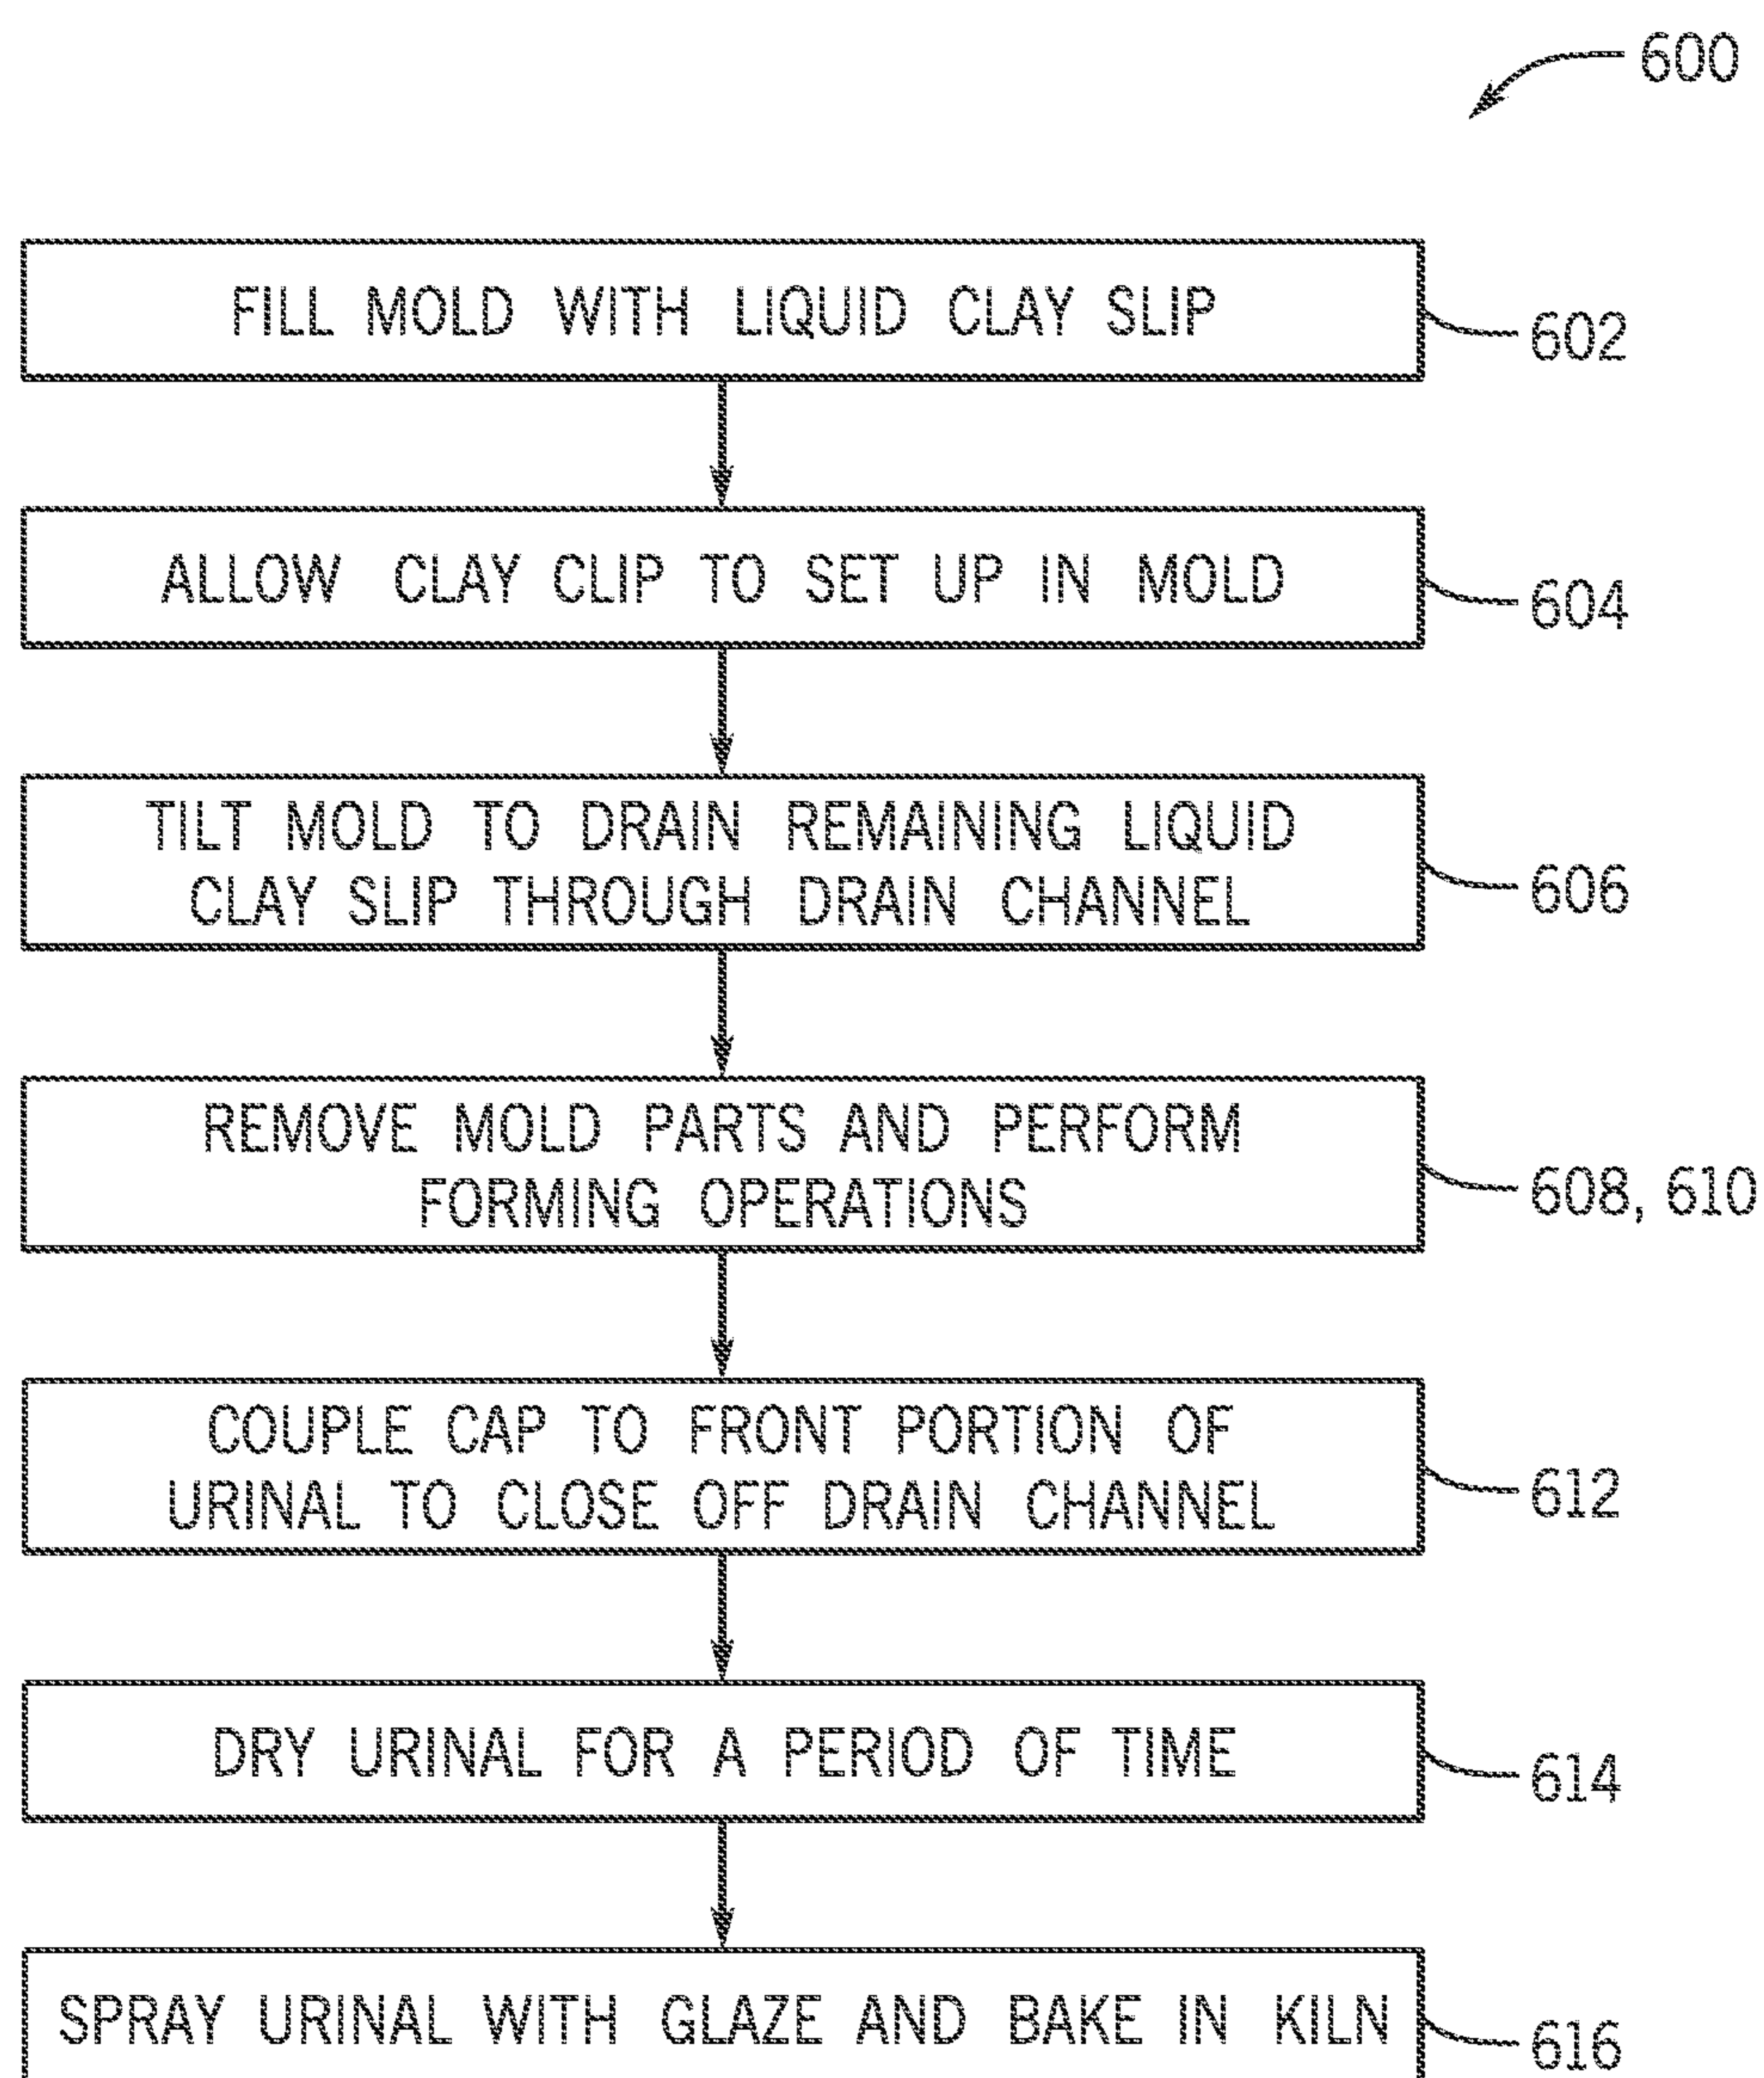 600
FILL MOLD WITH LIQUID CLAY SLIP
602
ALLOW CLAY CLIP TO SET UP IN MOLD
604
TILT MOLD TO DRAIN REMAINING LIQUID
CLAY SLIP THROUGH DRAIN CHANNEL
606
REMOVE MOLD PARTS AND PERFORM
FORMING OPERATIONS
608, 610
COUPLE CAP TO FRONT PORTION OF
URINAL TO CLOSE OFF DRAIN CHANNEL
612
DRY URINAL FOR A PERIOD OF TIME
614
SPRAY URINAL WITH GLAZE AND BAKE IN KILN
616